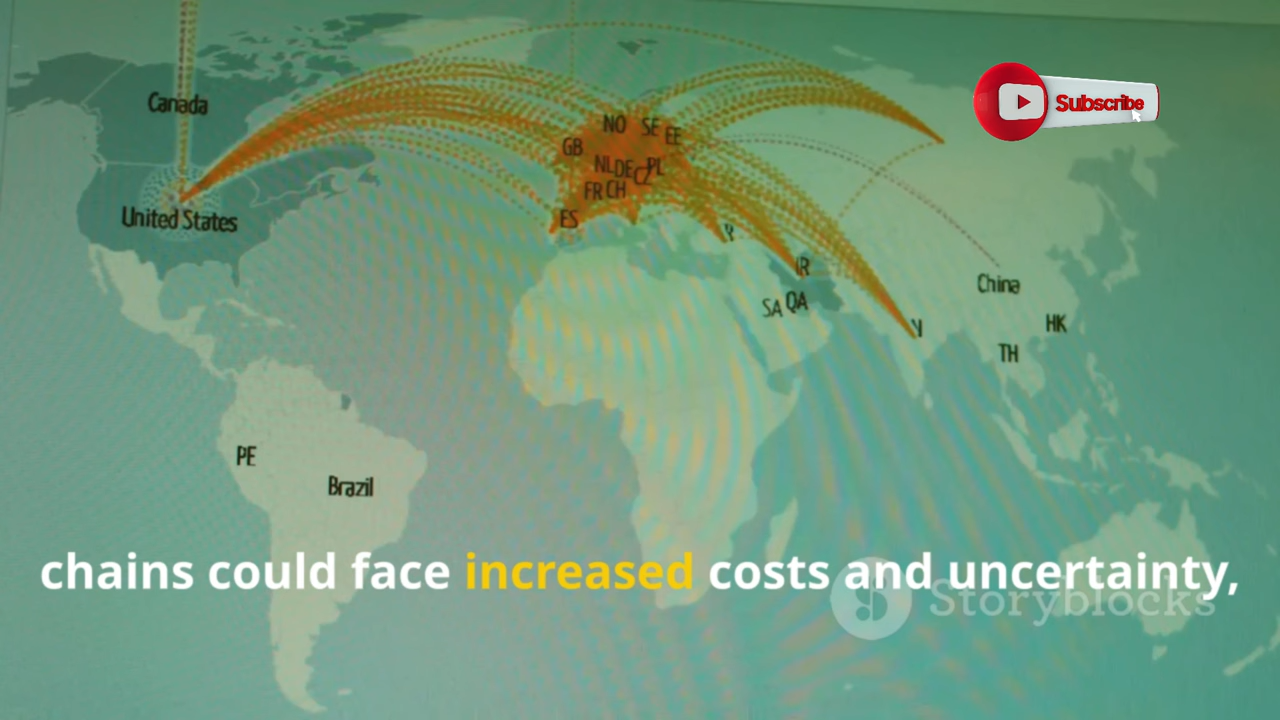 Canada
Subscribe
NO SE EE
GB
NL DE CZ PL
FR CH
United States
ES
Y
IR
China
SA QA
HK
TH
PE
Brazil
chains could face increased costs and uncertainty,
Storyblocks